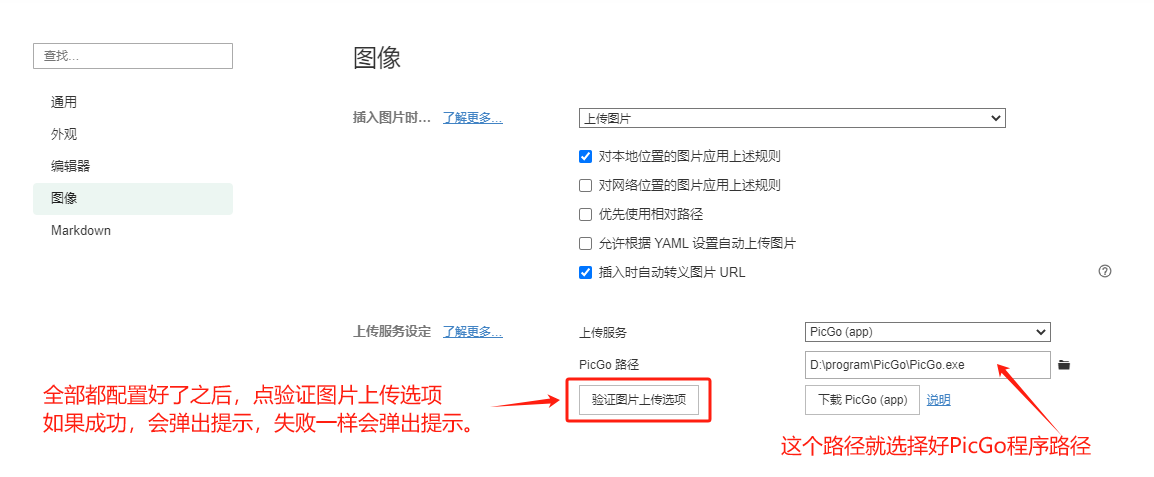 查找...
图像
通用
外观
编辑器
图像
Markdown
插入图片时... 了解更多...
上传图片
对本地位置的图片应用上述规则
对网络位置的图片应用上述规则
优先使用相对路径
允许根据 YAML 设置自动上传图片
插入时自动转义图片 URL
?
上传服务设定 了解更多...
上传服务 PicGo (app)
PicGo 路径 D:\program\PicGo\PicGo.exe
验证图片上传选项 下载 PicGo (app) 说明
全部都配置好了之后，点验证图片上传选项
如果成功，会弹出提示，失败一样会弹出提示。
这个路径就选择好PicGo程序路径